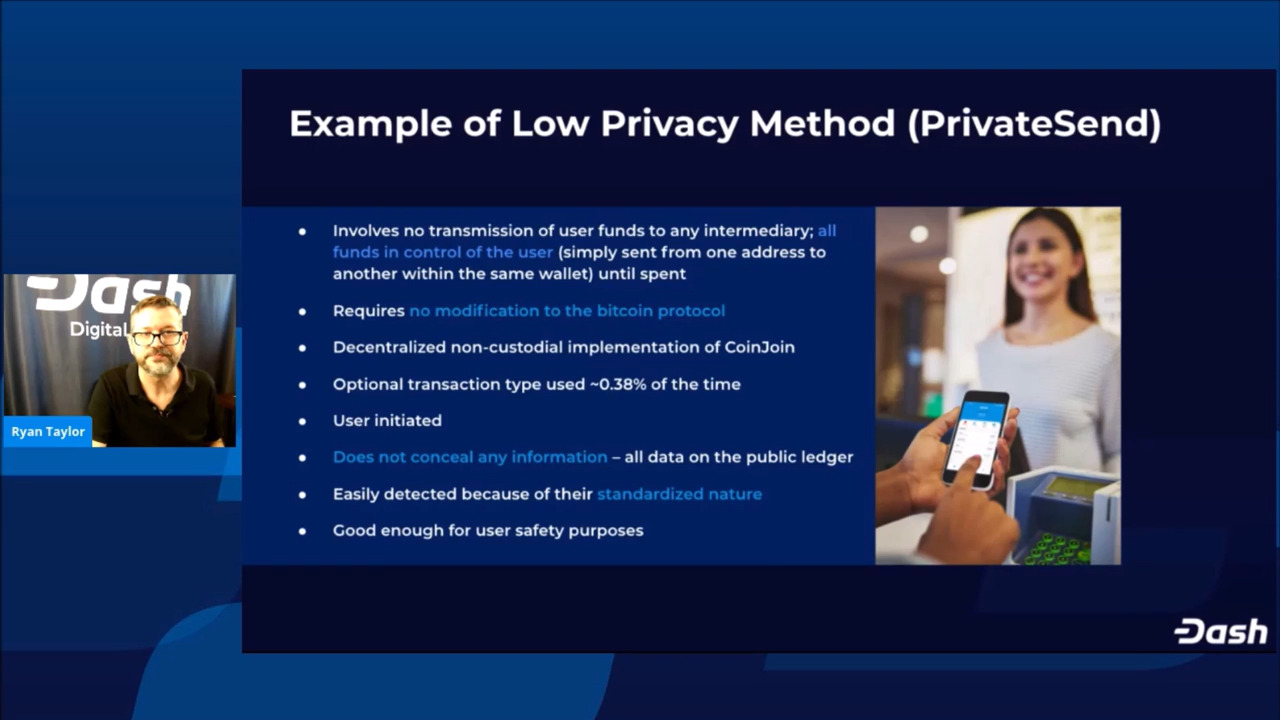 Example of Low Privacy Method (PrivateSend)
● Involves no transmission of user funds to any intermediary; all
funds in control of the user (simply sent from one address to
another within the same wallet) until spent
● Requires no modification to the bitcoin protocol
● Decentralized non-custodial implementation of CoinJoin
● Optional transaction type used ~0.38% of the time
● User initiated
● Does not conceal any information – all data on the public ledger
● Easily detected because of their standardized nature
● Good enough for user safety purposes
Dash
Digital
Ryan Taylor
Dash